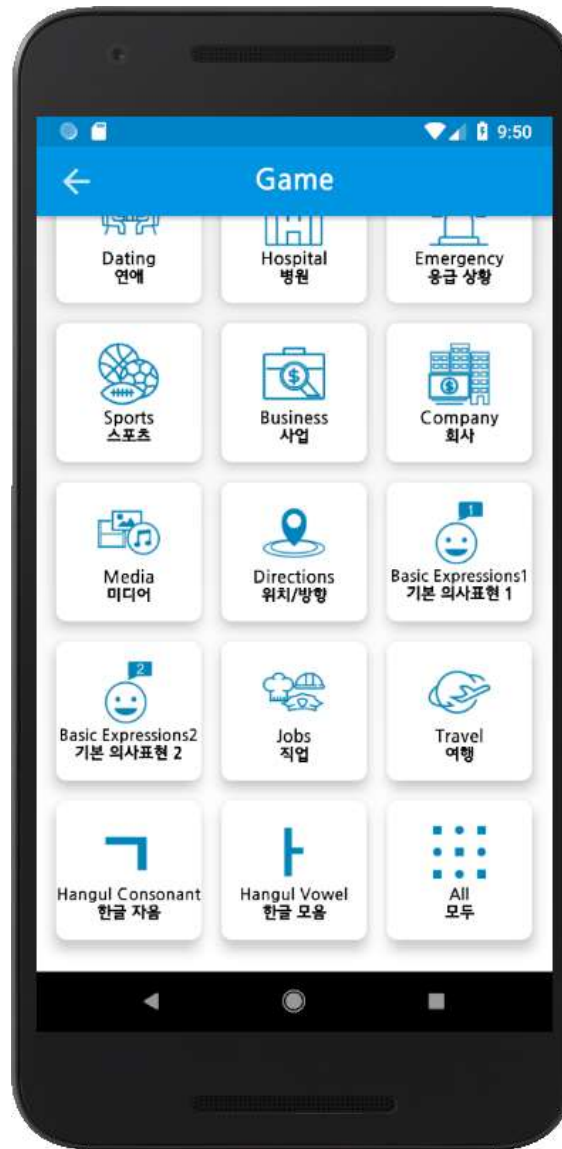 9:50
Game
Dating
연애
Hospital
병원
Emergency
응급 상황
Sports
스포츠
Business
사업
Company
회사
Media
미디어
Directions
위치/방향
1
Basic Expressions1
기본 의사표현 1
2
Basic Expressions2
기본 의사표현 2
Jobs
직업
Travel
여행
ㄱ
Hangul Consonant
한글 자음
ㅏ
Hangul Vowel
한글 모음
All
모두